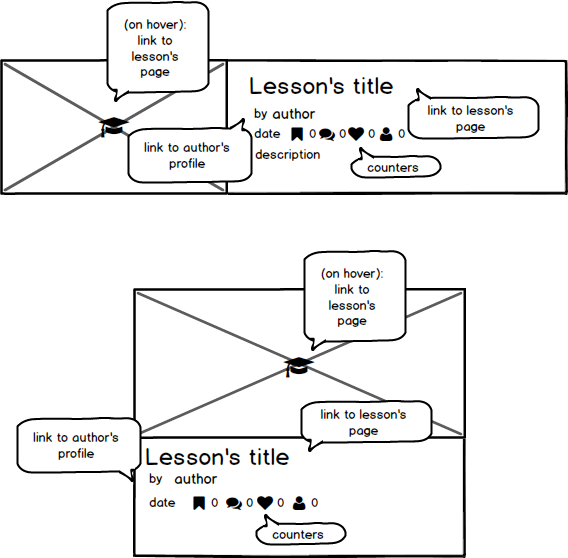 (on hover):
link to
lesson's
page
Lesson's title
link to lesson's
page
by author
date 0 0 0 0
link to author's
profile
description
counters
(on hover):
link to
lesson's
page
link to lesson's
page
link to author's
profile
Lesson's title
by author
date 0 0 0 0
counters